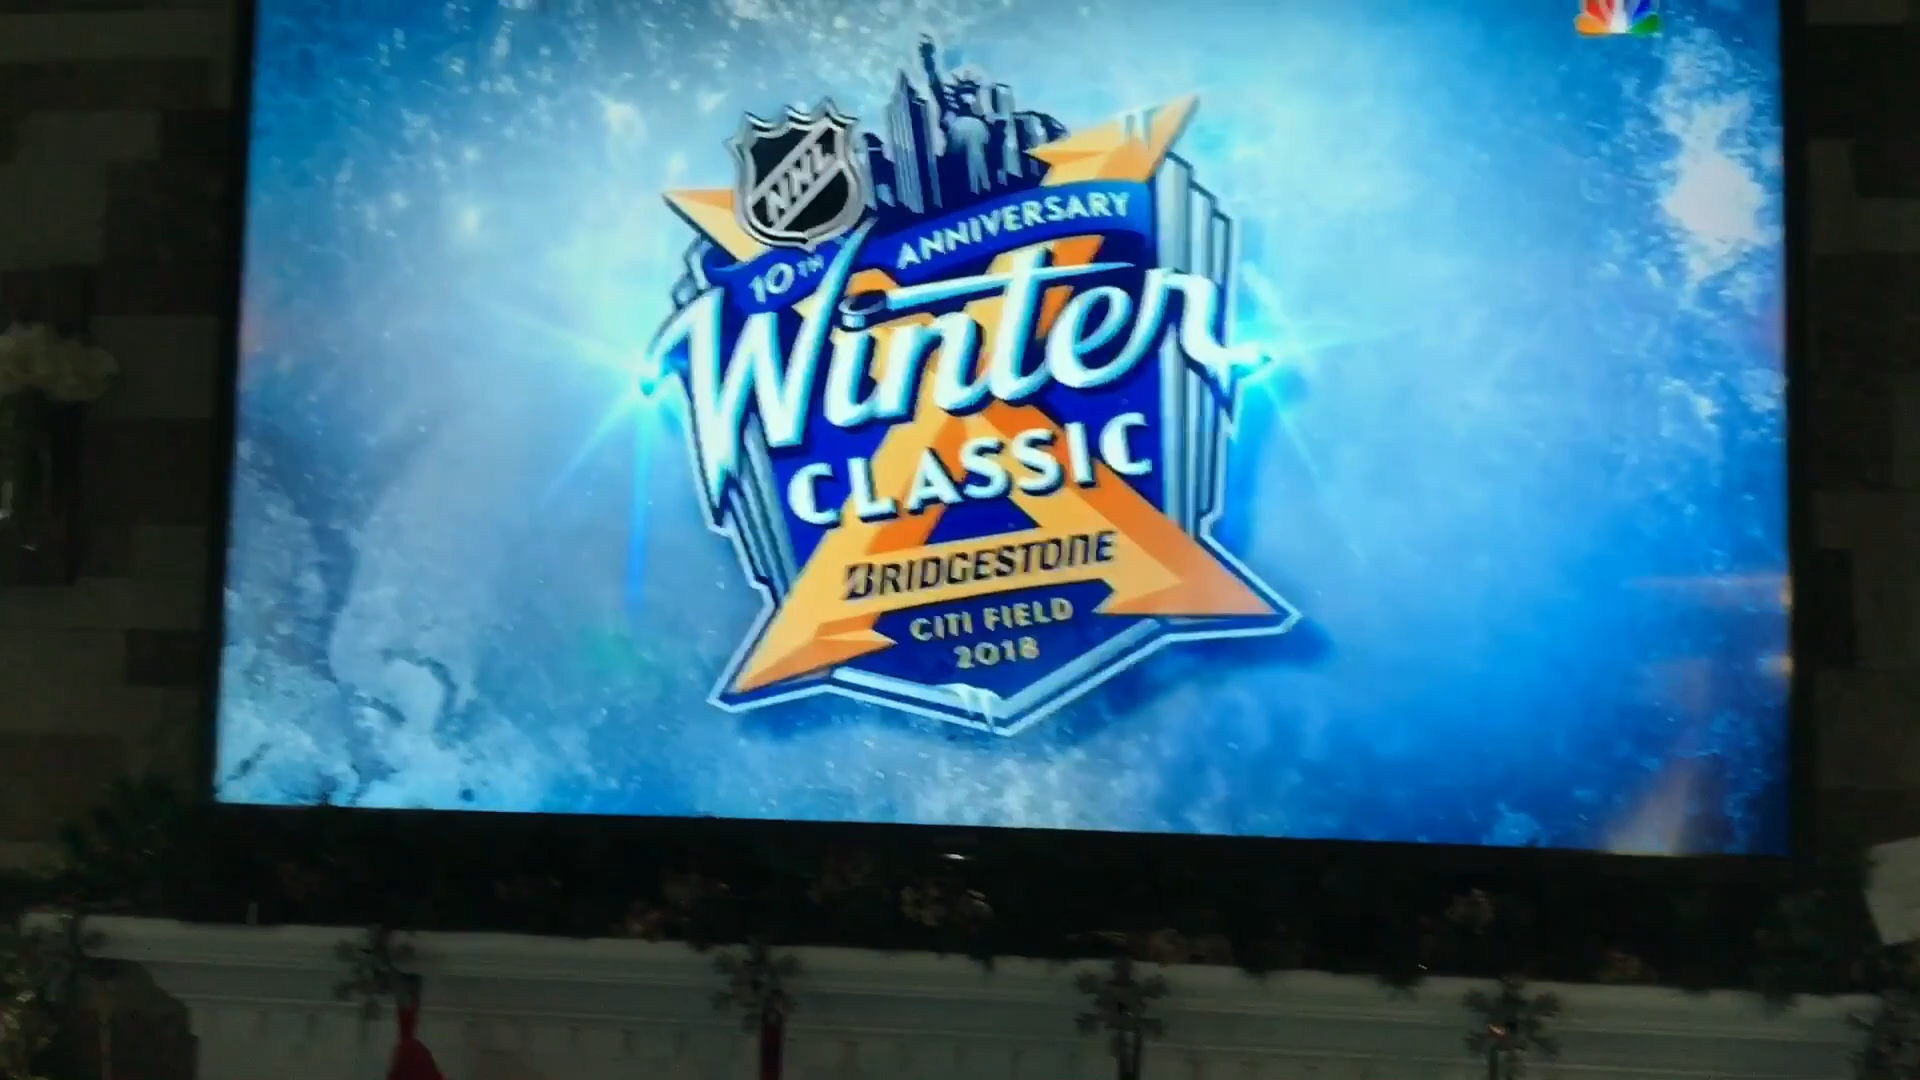 NHL
10TH ANNIVERSARY
Winter
CLASSIC
BRIDGESTONE
CITI FIELD
2018